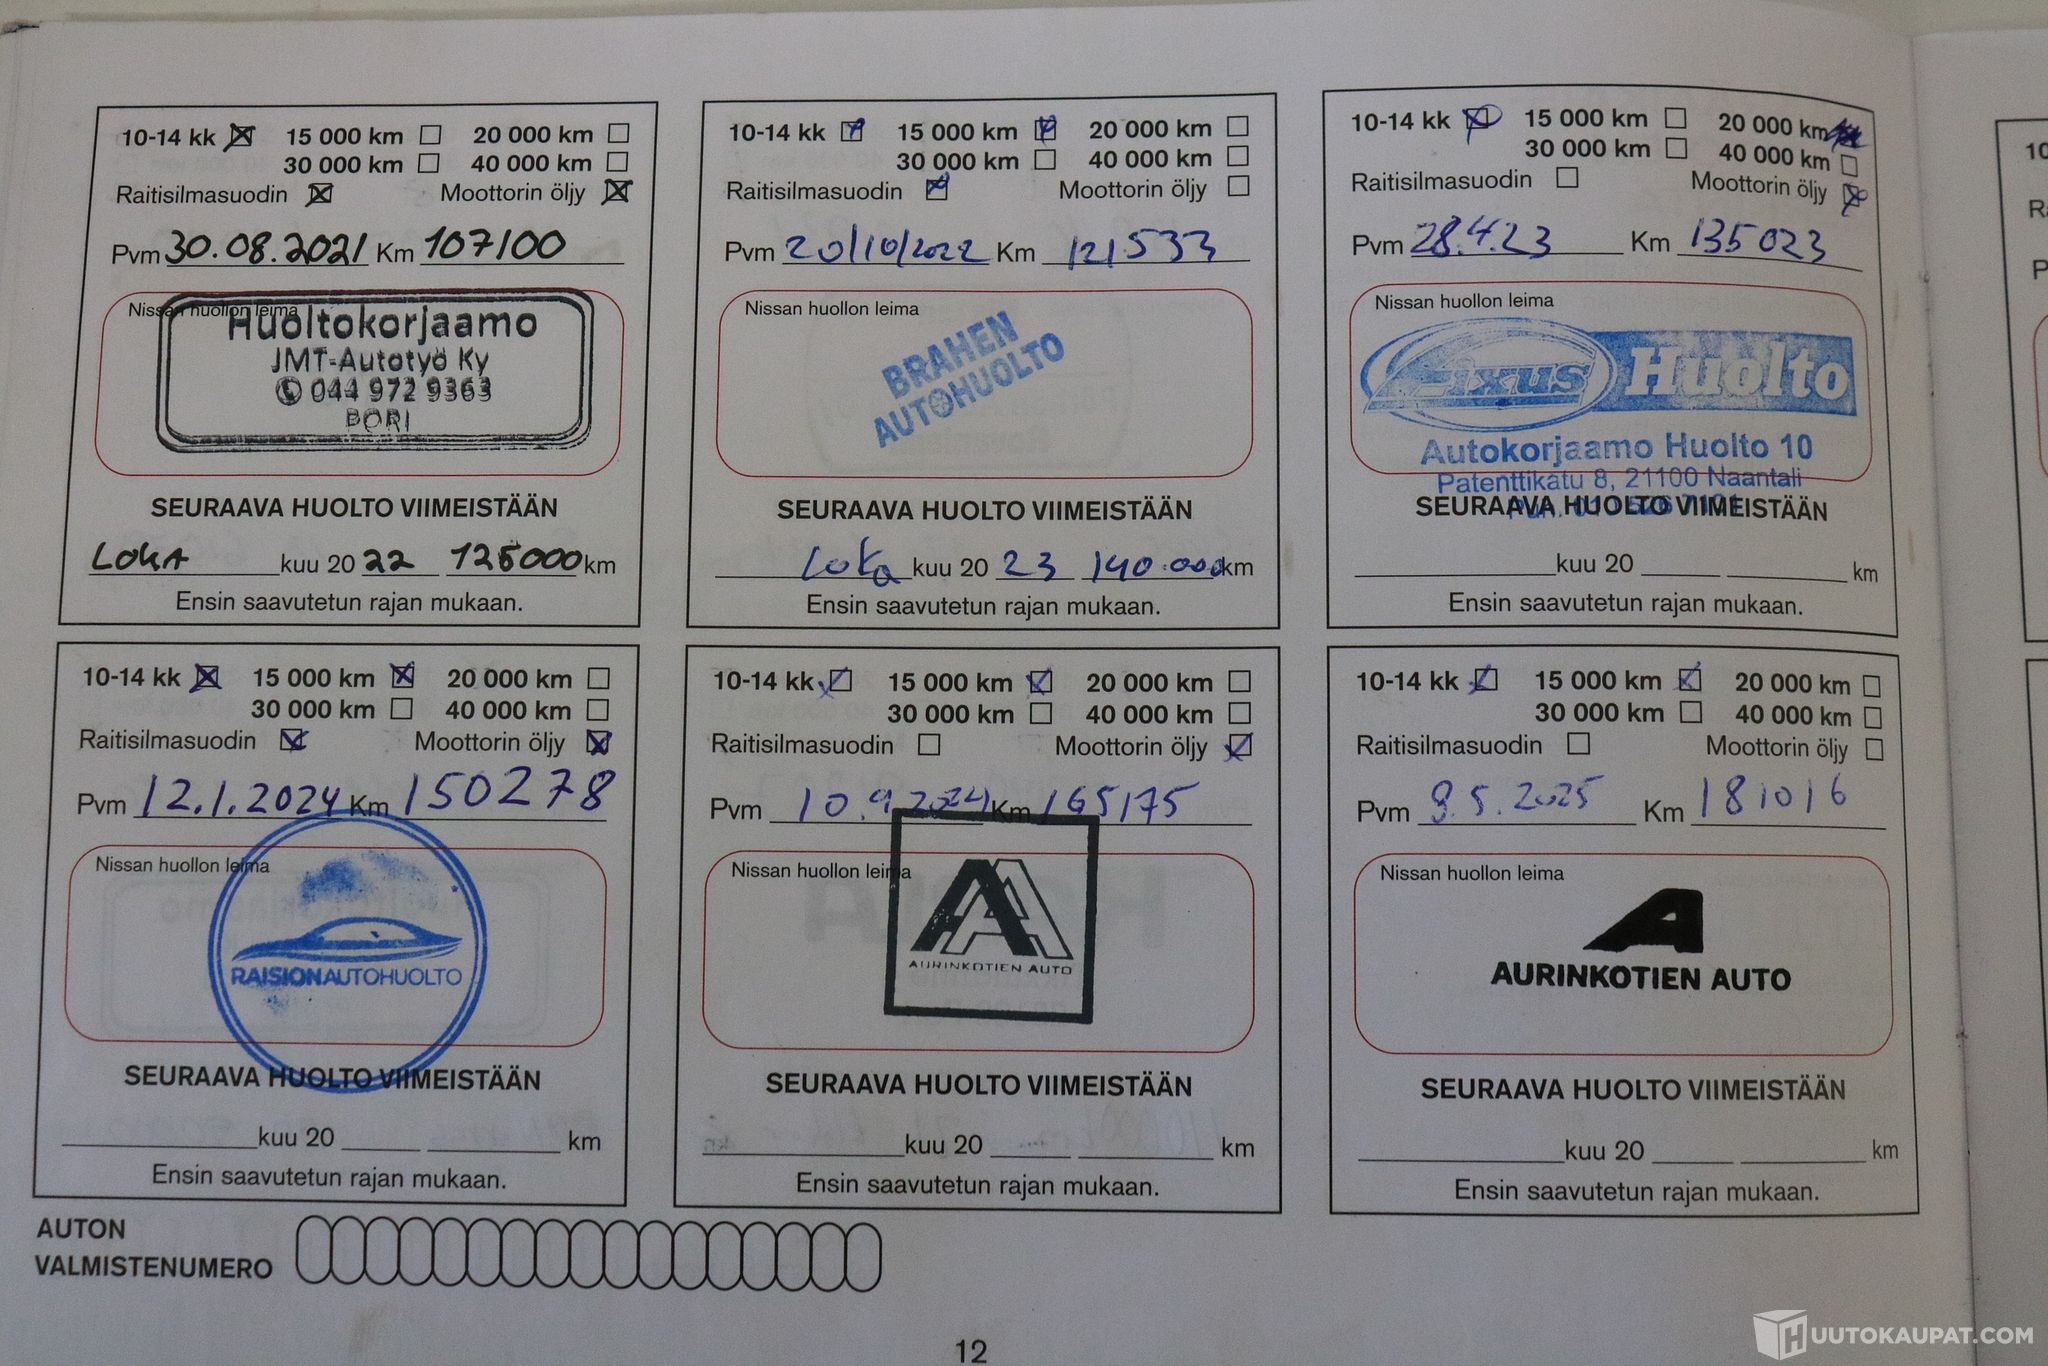 10-14 kk 15 000 km 20 000 km
30 000 km 40 000 km
Raitisilmasuodin Moottorin öljy
Pvm 30.08.2021 Km 107100
Nissan huollon leima
Huoltokorjaamo
JMT-Autotyö Ky
044 972 9363
SEURAAVA HUOLTO VIIMEISTÄÄN
LOKA kuu 20 22 125000 km
Ensin saavutetun rajan mukaan.
10-14 kk 15 000 km 20 000 km
30 000 km 40 000 km
Raitisilmasuodin Moottorin öljy
Pvm 20/10/2022 Km 121533
Nissan huollon leima
BRAHEN
AUTOHUOLTO
SEURAAVA HUOLTO VIIMEISTÄÄN
Loka kuu 20 23 140.000 km
Ensin saavutetun rajan mukaan.
10-14 kk 15 000 km 20 000 km
30 000 km 40 000 km
Raitisilmasuodin Moottorin öljy
Pvm 28.4.23 Km 135023
Nissan huollon leima
Fixus Huolto
Autokorjaamo Huolto 10
Patenttikatu 8, 21100 Naantali
SEURAAVA HUOLTO VIIMEISTÄÄN
kuu 20 km
Ensin saavutetun rajan mukaan.
10-14 kk 15 000 km 20 000 km
30 000 km 40 000 km
Raitisilmasuodin Moottorin öljy
Pvm 12.1.2024 Km 150278
Nissan huollon leima
RAISIONAUTOHUOLTO
SEURAAVA HUOLTO VIIMEISTÄÄN
kuu 20 km
Ensin saavutetun rajan mukaan.
10-14 kk 15 000 km 20 000 km
30 000 km 40 000 km
Raitisilmasuodin Moottorin öljy
Pvm 10.9.2024 Km 165175
Nissan huollon leima
AURINKOTIEN AUTO
SEURAAVA HUOLTO VIIMEISTÄÄN
kuu 20 km
Ensin saavutetun rajan mukaan.
10-14 kk 15 000 km 20 000 km
30 000 km 40 000 km
Raitisilmasuodin Moottorin öljy
Pvm 9.5.2025 Km 181016
Nissan huollon leima
AURINKOTIEN AUTO
SEURAAVA HUOLTO VIIMEISTÄÄN
kuu 20 km
Ensin saavutetun rajan mukaan.
AUTON
VALMISTENUMERO
12
HUUTOKAUPAT.COM